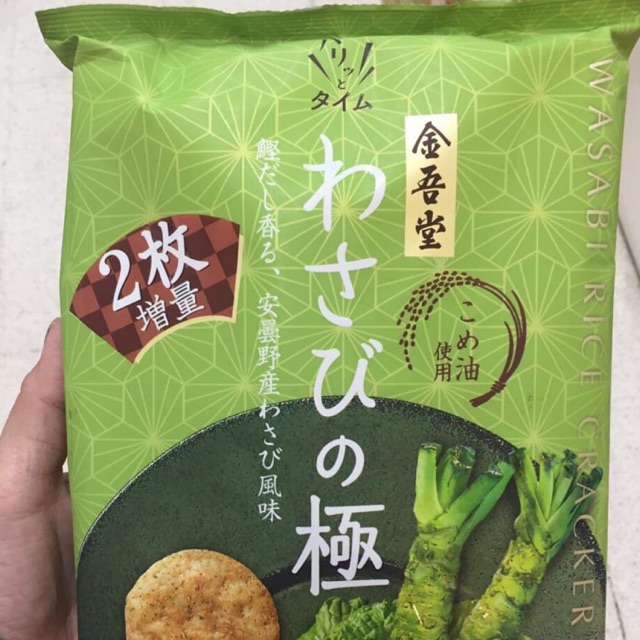 パリッと
タイム
金吾堂
わさびの極
鰹だし香る、安曇野産わさび風味
2枚
増量
こめ油
使用
WASABI RICE CRACKER